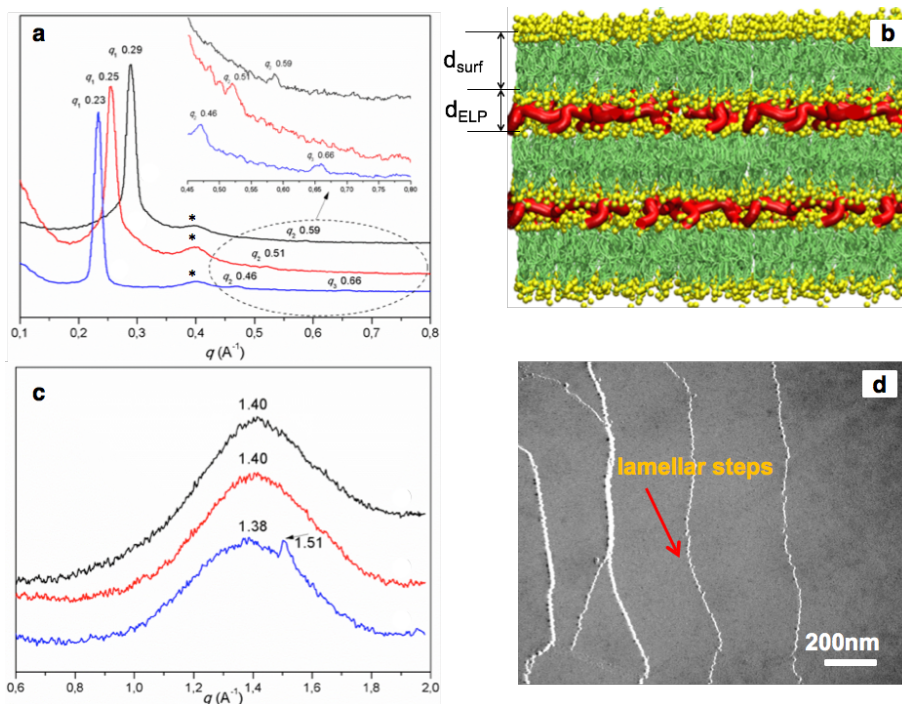 a
q1 0.29
q1 0.25
q1 0.23
* 
*
*
q2 0.59
q2 0.51
q2 0.46
q3 0.66
0,1 0,2 0,3 0,4 0,5 0,6 0,7 0,8
q (A-1)
qi 0.59
qi 0.51
qi 0.46
qi 0.66
0,45 0,50 0,55 0,60 0,65 0,70 0,75 0,80
b
dsurf
dELP
c
1.40
1.40
1.38
1.51
0,6 0,8 1,0 1,2 1,4 1,6 1,8 2,0
q (A-1)
d
lamellar steps
200nm